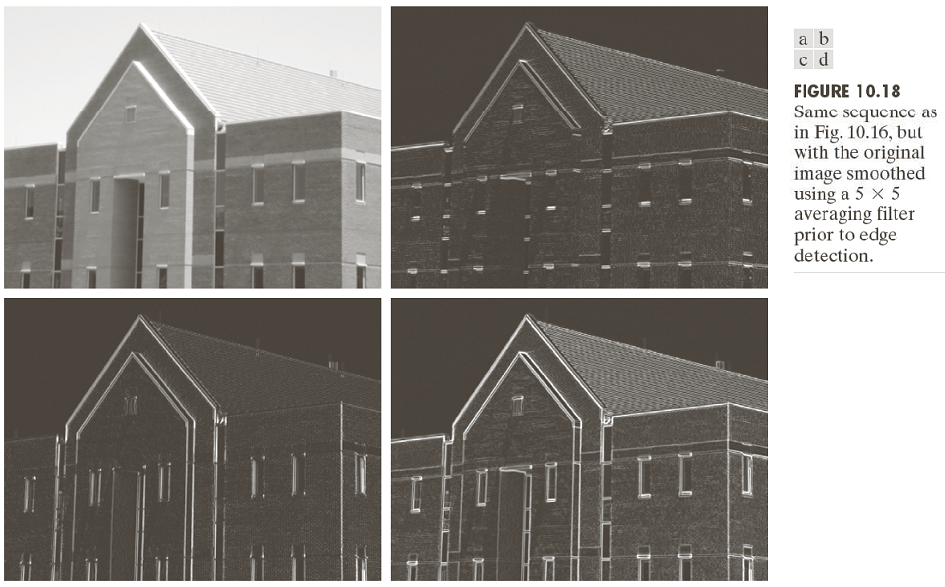 a b
c d
FIGURE 10.18
Same sequence as
in Fig. 10.16, but
with the original
image smoothed
using a 5 × 5
averaging filter
prior to edge
detection.